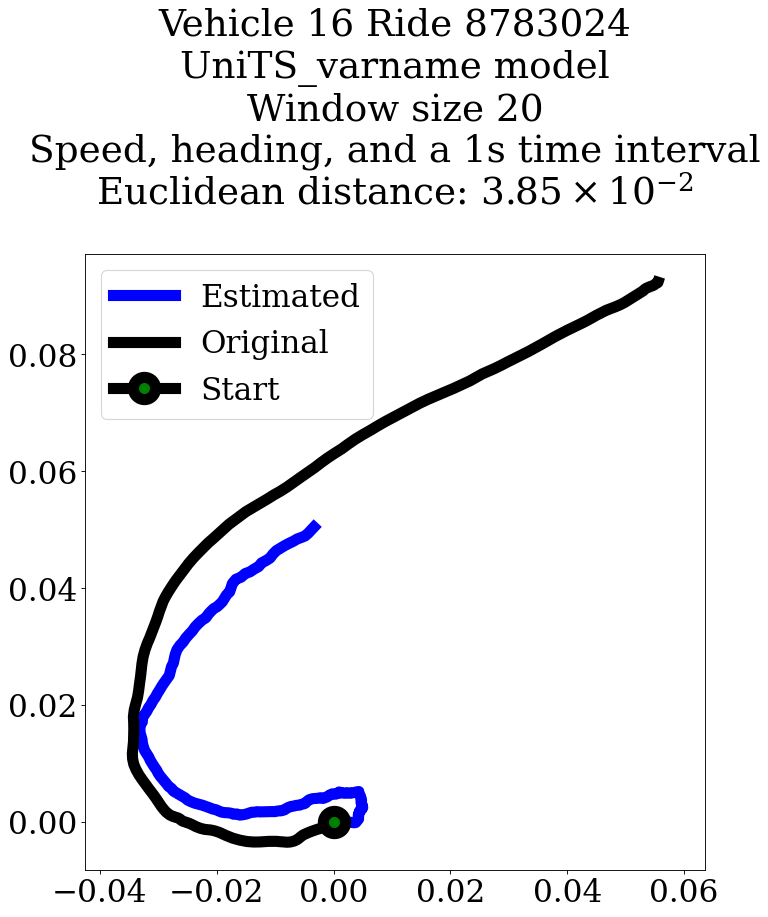 Vehicle 16 Ride 8783024
UniTS_varname model
Window size 20
Speed, heading, and a 1s time interval
Euclidean distance: 3.85 × 10⁻²
Estimated
Original
Start
0.08
0.06
0.04
0.02
0.00
−0.04 −0.02 0.00 0.02 0.04 0.06